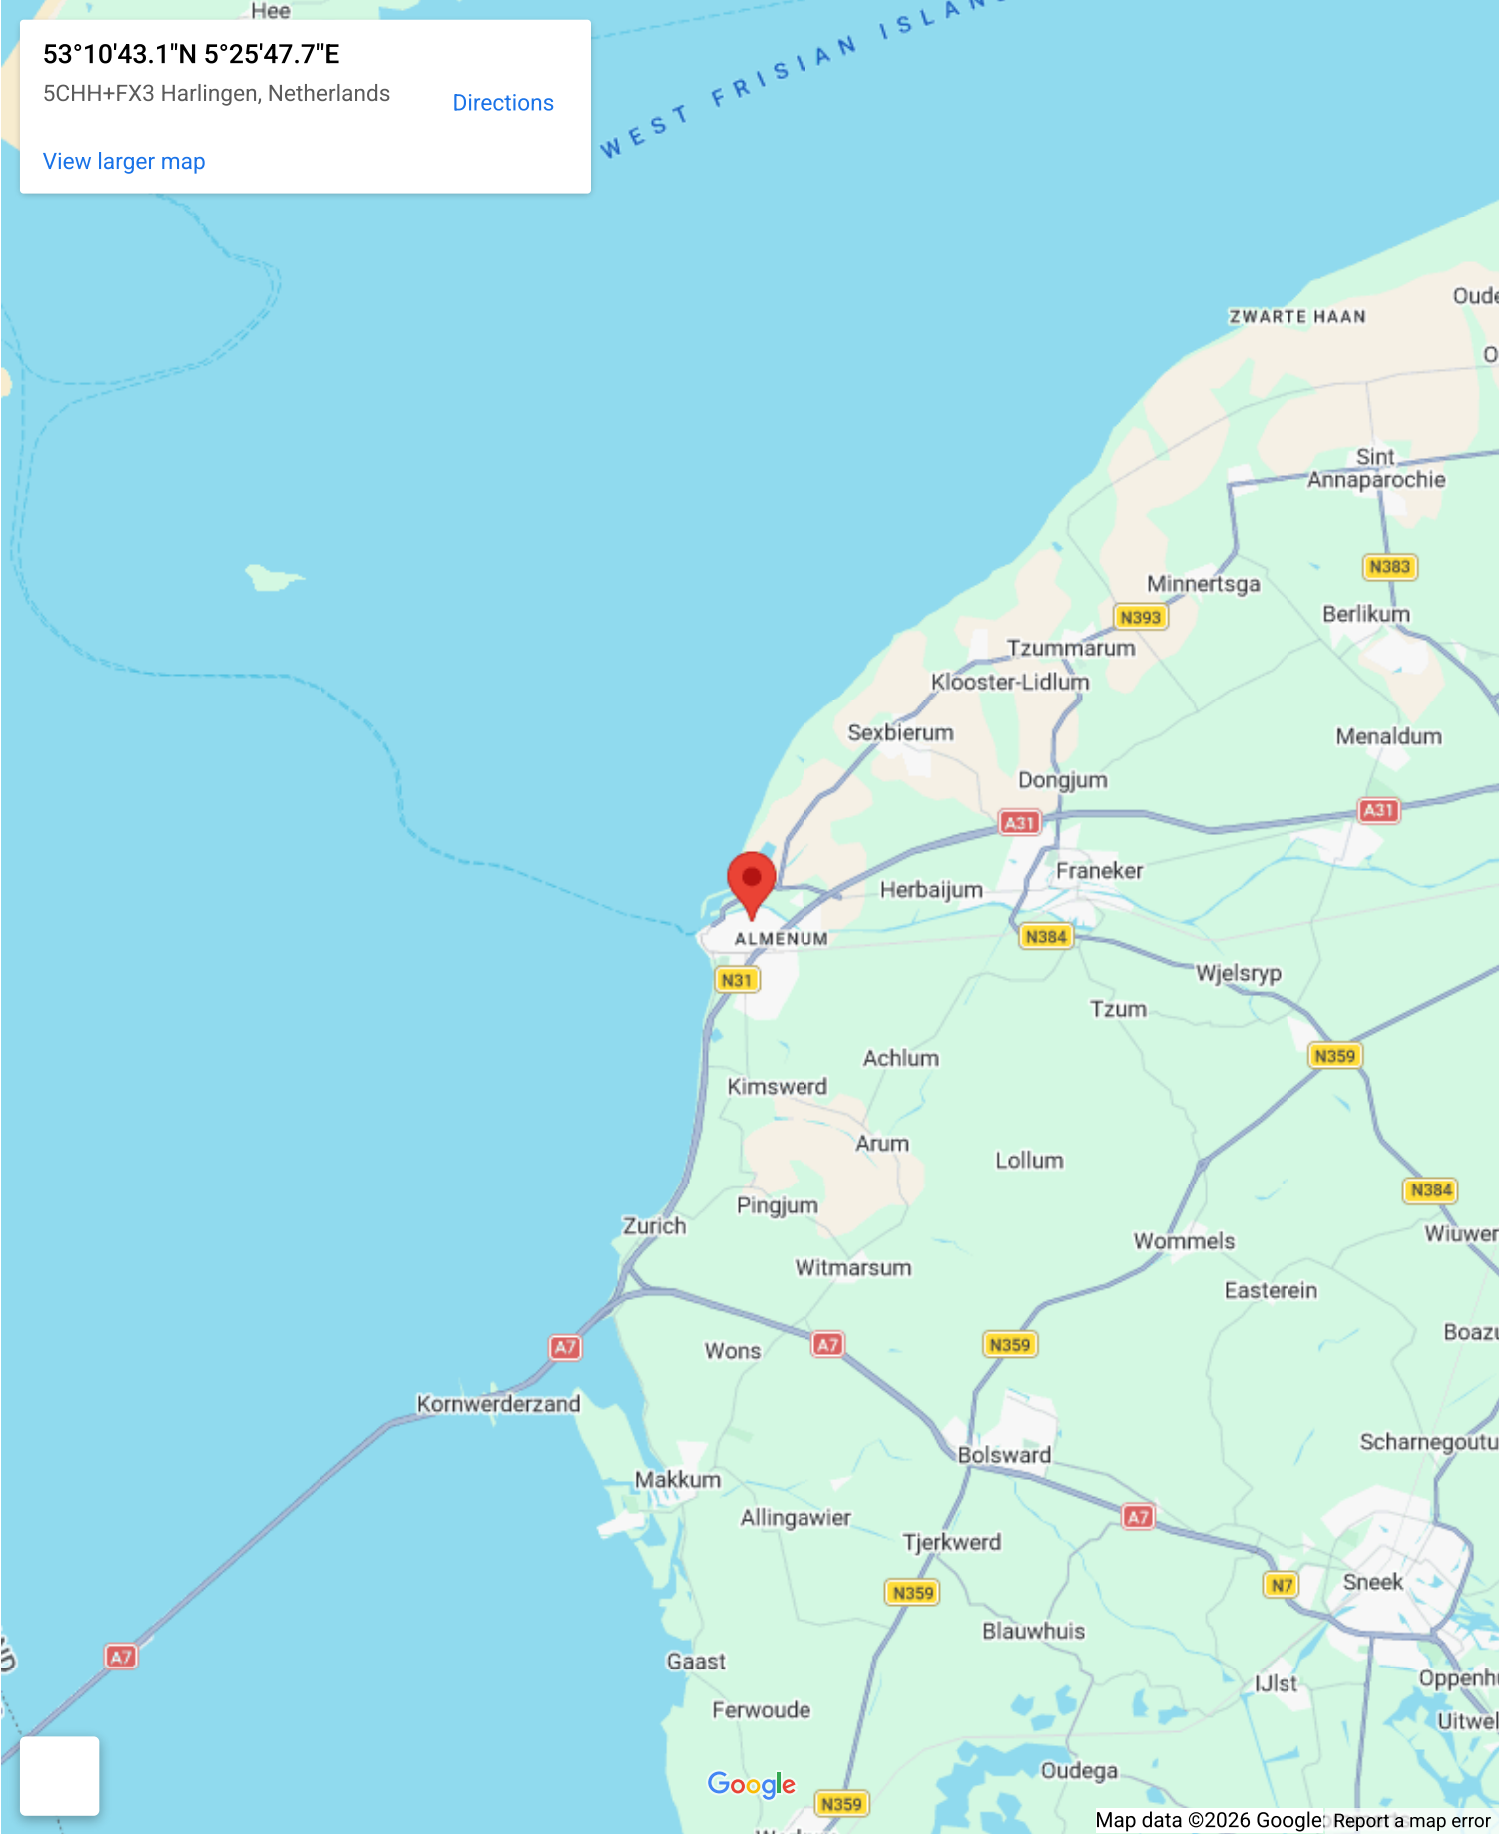 Hee
53°10'43.1"N 5°25'47.7"E
5CHH+FX3 Harlingen, Netherlands
Directions
View larger map
WEST FRISIAN ISLAN
Oude
ZWARTE HAAN
O
Sint
Annaparochie
N383
Minnertsga
N393
Berlikum
Tzummarum
Klooster-Lidlum
Sexbierum
Menaldum
Dongjum
A31
A31
Franeker
Herbaijum
ALMENUM
N384
N31
Wjelsryp
Tzum
Achlum
N359
Kimswerd
Arum
Lollum
N384
Pingjum
Zurich
Wommels
Wiuwer
Witmarsum
Easterein
Boazu
A7
Wons
A7
N359
Kornwerderzand
Scharnegoutu
Bolsward
Makkum
Allingawier
A7
Tjerkwerd
Sneek
N7
N359
Blauwhuis
A7
Gaast
IJlst
Oppenhu
Ferwoude
Uitwel
Oudega
Google
N359
Map data ©2026 Google
Report a map error